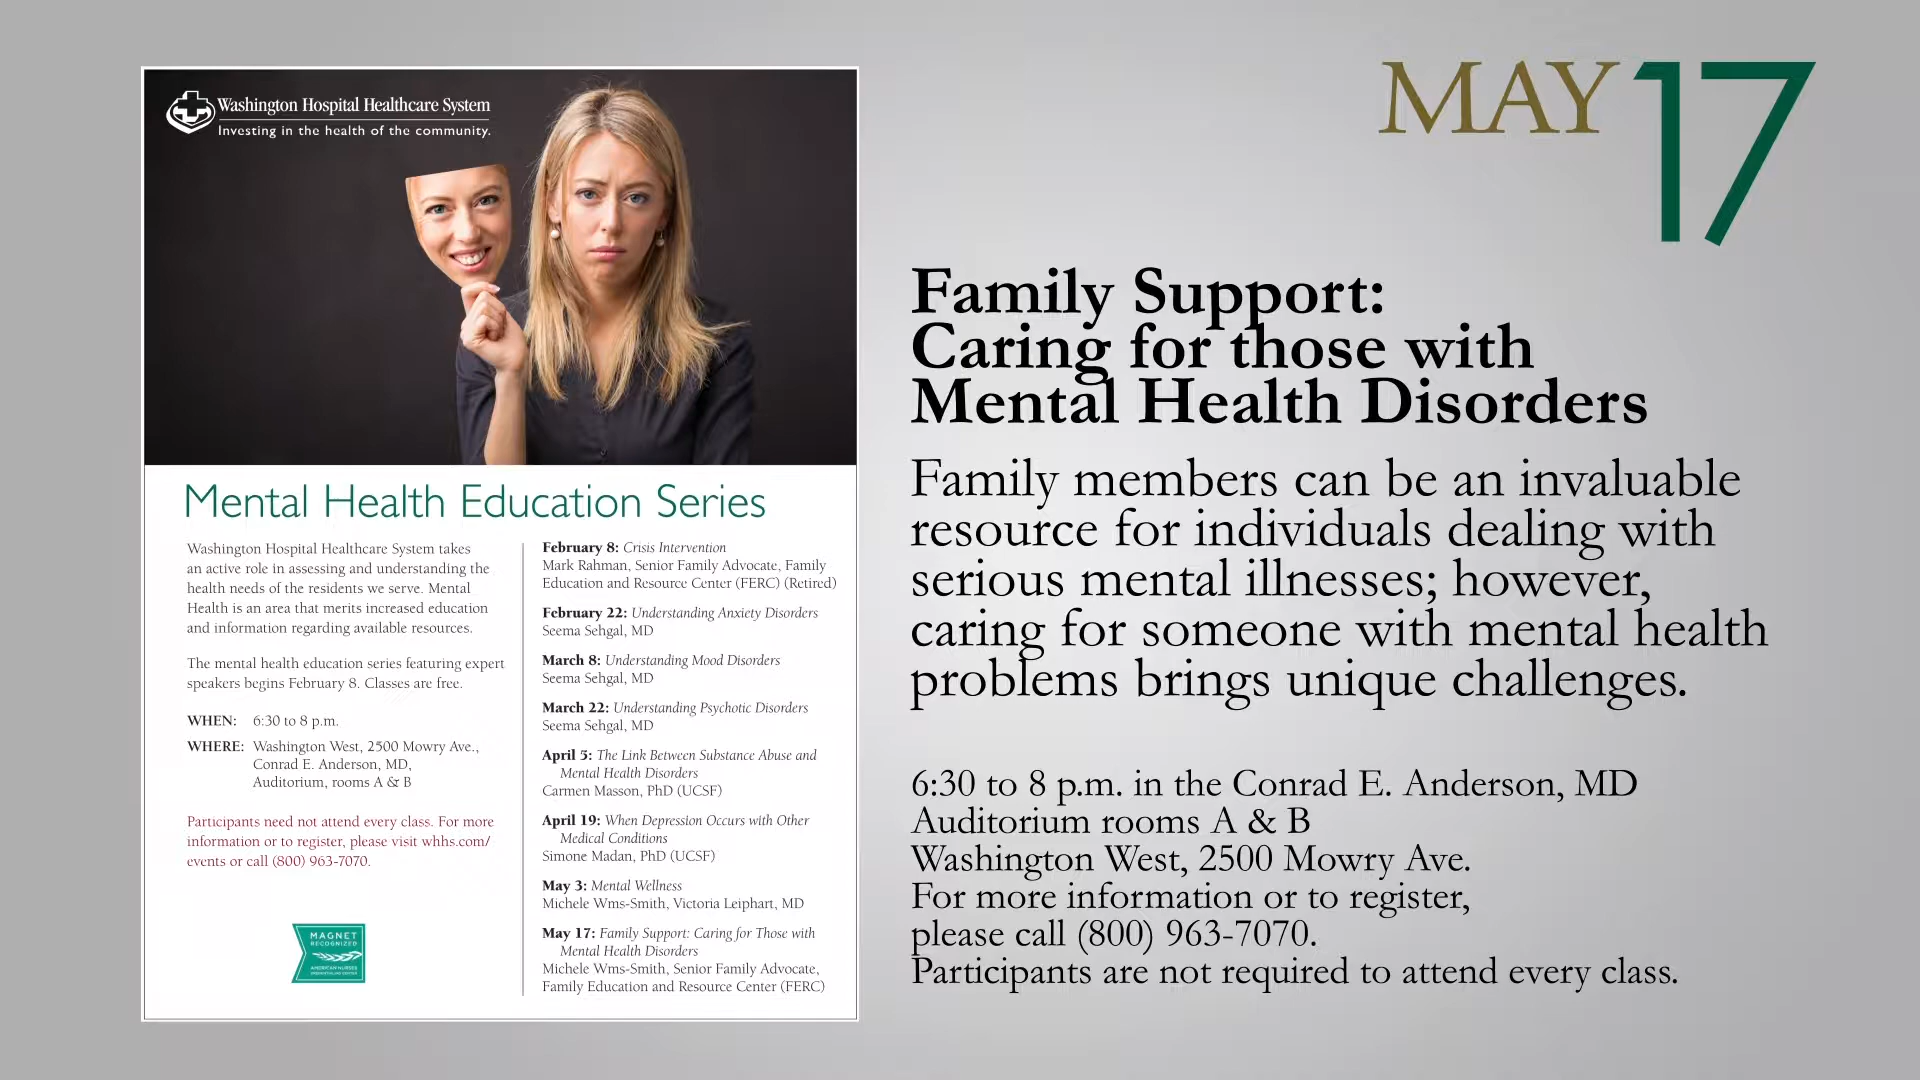 Washington Hospital Healthcare System
Investing in the health of the community.
Mental Health Education Series
Washington Hospital Healthcare System takes
an active role in assessing and understanding the
health needs of the residents we serve. Mental
Health is an area that merits increased education
and information regarding available resources.
The mental health education series featuring expert
speakers begins February 8. Classes are free.
WHEN: 6:30 to 8 p.m.
WHERE: Washington West, 2500 Mowry Ave.,
Conrad E. Anderson, MD,
Auditorium, rooms A & B
Participants need not attend every class. For more
information or to register, please visit whhs.com/
events or call (800) 963-7070.
MAGNET
RECOGNIZED
AMERICAN NURSES
CREDENTIALING CENTER
February 8: Crisis Intervention
Mark Rahman, Senior Family Advocate, Family
Education and Resource Center (FERC) (Retired)
February 22: Understanding Anxiety Disorders
Seema Sehgal, MD
March 8: Understanding Mood Disorders
Seema Sehgal, MD
March 22: Understanding Psychotic Disorders
Seema Sehgal, MD
April 5: The Link Between Substance Abuse and
Mental Health Disorders
Carmen Masson, PhD (UCSF)
April 19: When Depression Occurs with Other
Medical Conditions
Simone Madan, PhD (UCSF)
May 3: Mental Wellness
Michele Wms-Smith, Victoria Leiphart, MD
May 17: Family Support: Caring for Those with
Mental Health Disorders
Michele Wms-Smith, Senior Family Advocate,
Family Education and Resource Center (FERC)
MAY 17
Family Support:
Caring for those with
Mental Health Disorders
Family members can be an invaluable
resource for individuals dealing with
serious mental illnesses; however,
caring for someone with mental health
problems brings unique challenges.
6:30 to 8 p.m. in the Conrad E. Anderson, MD
Auditorium rooms A & B
Washington West, 2500 Mowry Ave.
For more information or to register,
please call (800) 963-7070.
Participants are not required to attend every class.